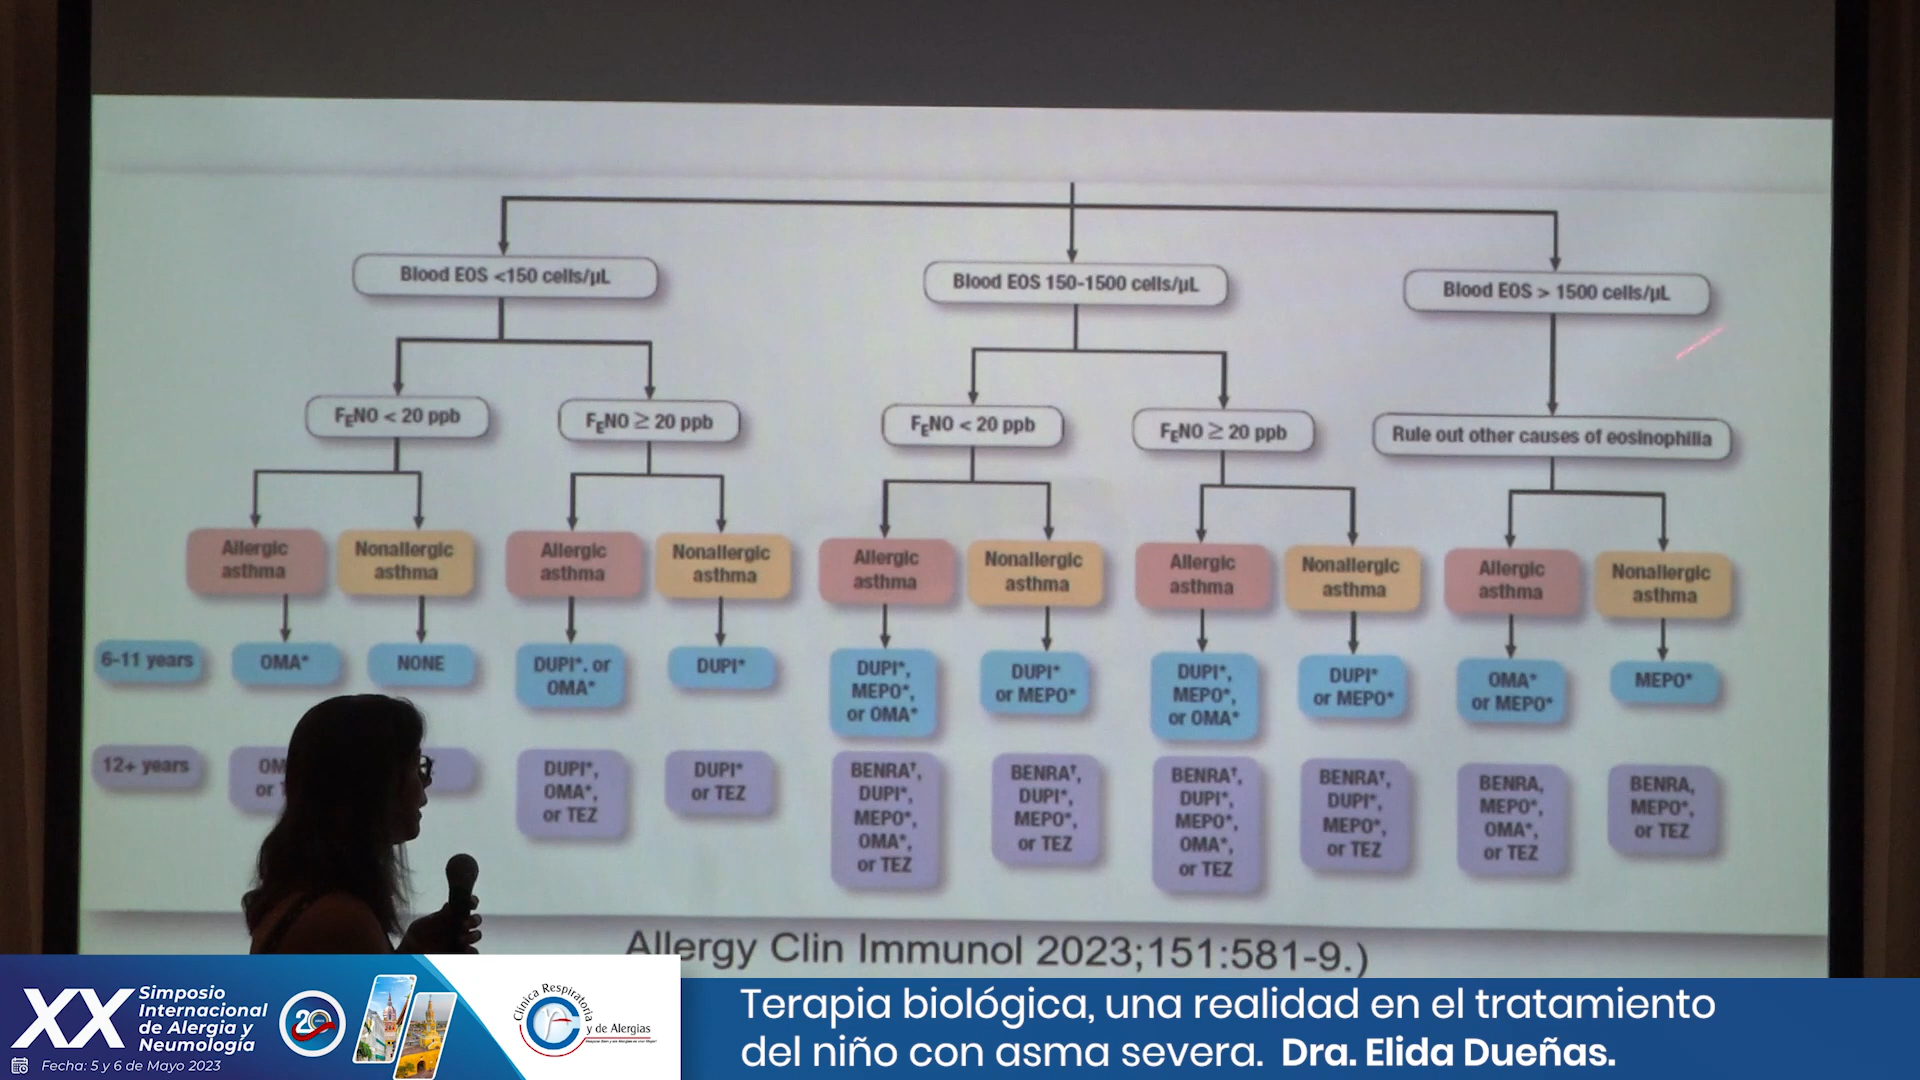 Blood EOS <150 cells/µL
Blood EOS 150-1500 cells/µL
Blood EOS > 1500 cells/µL
FENO < 20 ppb
FENO ≥ 20 ppb
FENO < 20 ppb
FENO ≥ 20 ppb
Rule out other causes of eosinophilia
Allergic
asthma
Nonallergic
asthma
Allergic
asthma
Nonallergic
asthma
Allergic
asthma
Nonallergic
asthma
Allergic
asthma
Nonallergic
asthma
Allergic
asthma
Nonallergic
asthma
6-11 years
OMA*
NONE
DUPI*. or
OMA*
DUPI*
DUPI*,
MEPO*,
or OMA*
DUPI*
or MEPO*
DUPI*,
MEPO*,
or OMA*
DUPI*
or MEPO*
OMA*
or MEPO*
MEPO*
12+ years
OM
or
DUPI*,
OMA*,
or TEZ
DUPI*
or TEZ
BENRA†,
DUPI*,
MEPO*,
OMA*,
or TEZ
BENRA†,
DUPI*,
MEPO*,
or TEZ
BENRA†,
DUPI*,
MEPO*,
OMA*,
or TEZ
BENRA†,
DUPI*,
MEPO*,
or TEZ
BENRA,
MEPO*,
OMA*,
or TEZ
BENRA,
MEPO*,
or TEZ
Allergy Clin Immunol 2023;151:581-9.)
XX Simposio
Internacional
de Alergia y
Neumología
Fecha: 5 y 6 de Mayo 2023
20
Clínica Respiratoria
y de Alergias
Terapia biológica, una realidad en el tratamiento
del niño con asma severa. Dra. Elida Dueñas.